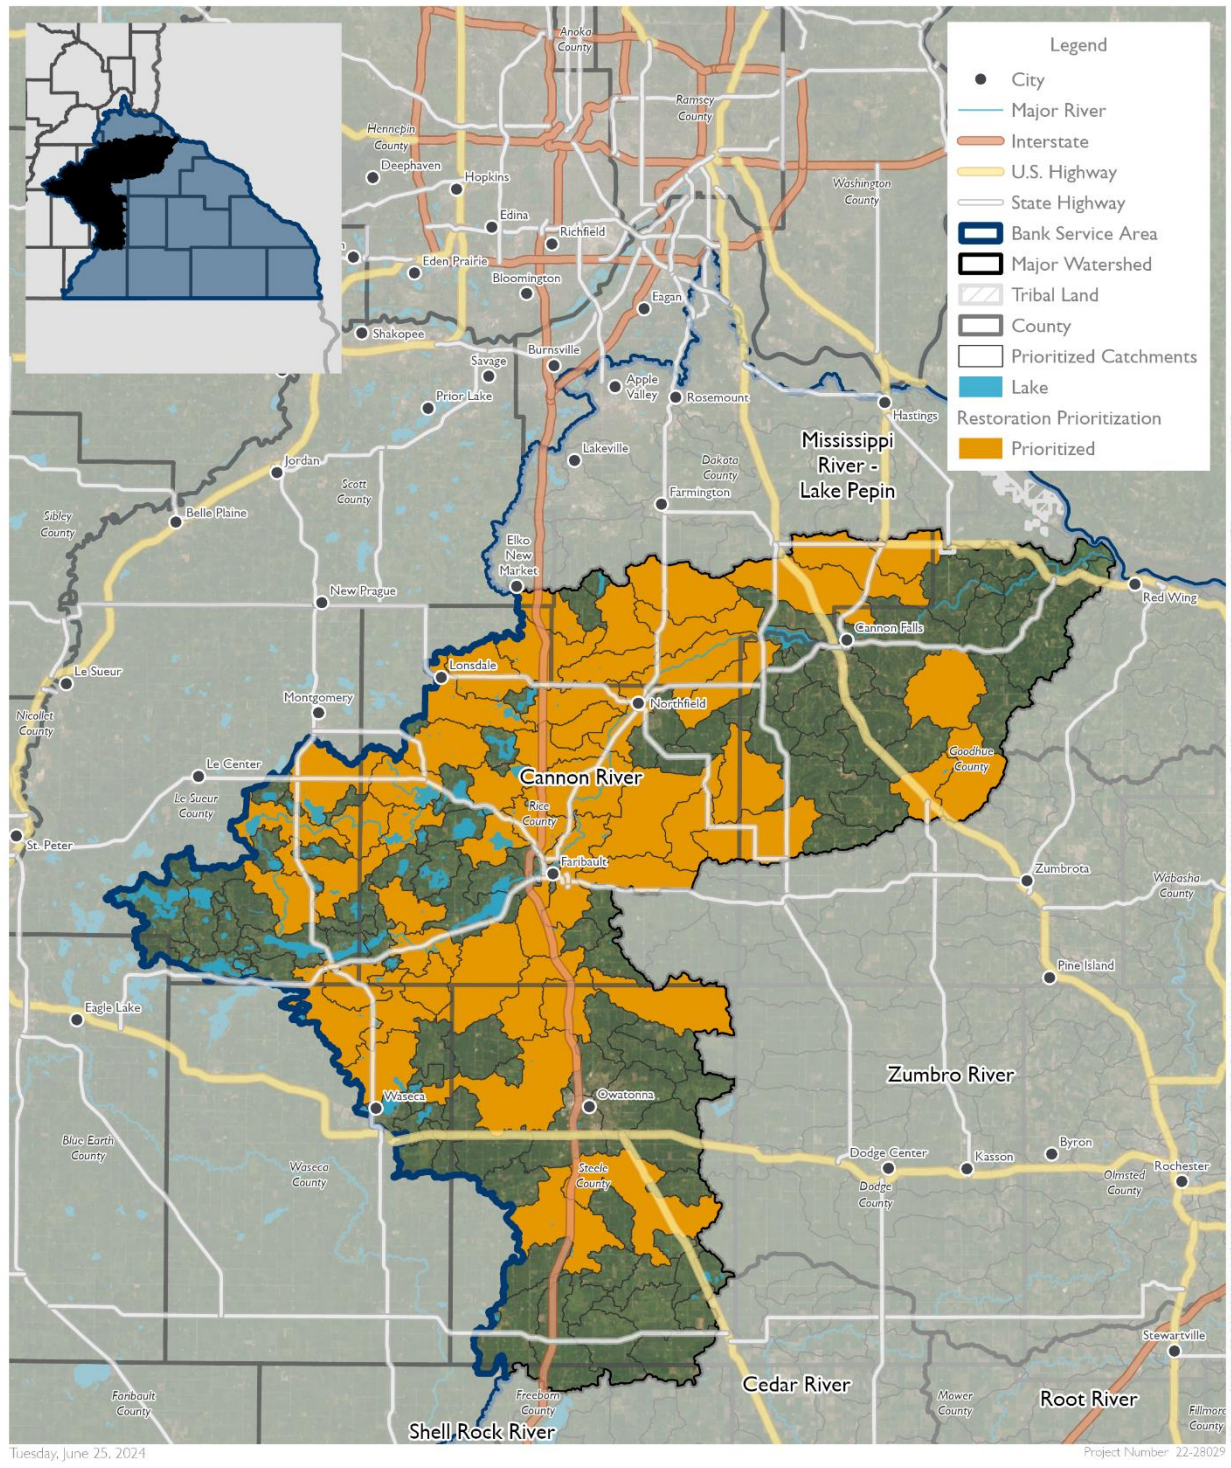 Legend
City
Major River
Interstate
U.S. Highway
State Highway
Bank Service Area
Major Watershed
Tribal Land
County
Prioritized Catchments
Lake
Restoration Prioritization
Prioritized
Anoka
County
Ramsey
County
Hennepin
County
Deephaven
Hopkins
Washington
County
Edina
Richfield
Eden Prairie
Bloomington
Eagan
Shakopee
Burnsville
Savage
Apple
Valley
Prior Lake
Rosemount
Hastings
Mississippi
River -
Lake Pepin
Lakeville
Dakota
County
Jordan
Scott
County
Farmington
Sibley
County
Belle Plaine
Elko
New
Market
New Prague
Red Wing
Cannon Falls
Le Sueur
Lonsdale
Montgomery
Northfield
Nicollet
County
Goodhue
County
Le Center
Cannon River
Le Sueur
County
Rice
County
St. Peter
Faribault
Zumbrota
Wabasha
County
Pine Island
Eagle Lake
Zumbro River
Waseca
Owatonna
Blue Earth
County
Waseca
County
Steele
County
Dodge Center
Kasson
Byron
Dodge
County
Olmsted
County
Rochester
Stewartville
Cedar River
Faribault
County
Freeborn
County
Mower
County
Root River
Fillmore
County
Shell Rock River
Tuesday, June 25, 2024
Project Number 22-28029